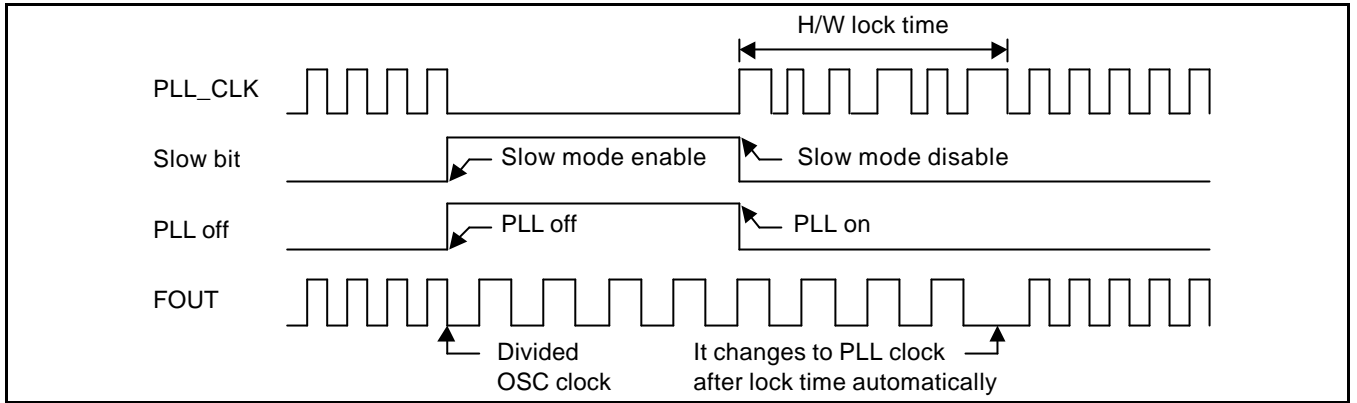 H/W lock time
PLL_CLK
Slow bit
Slow mode enable
Slow mode disable
PLL off
PLL off
PLL on
FOUT
Divided
OSC clock
It changes to PLL clock
after lock time automatically